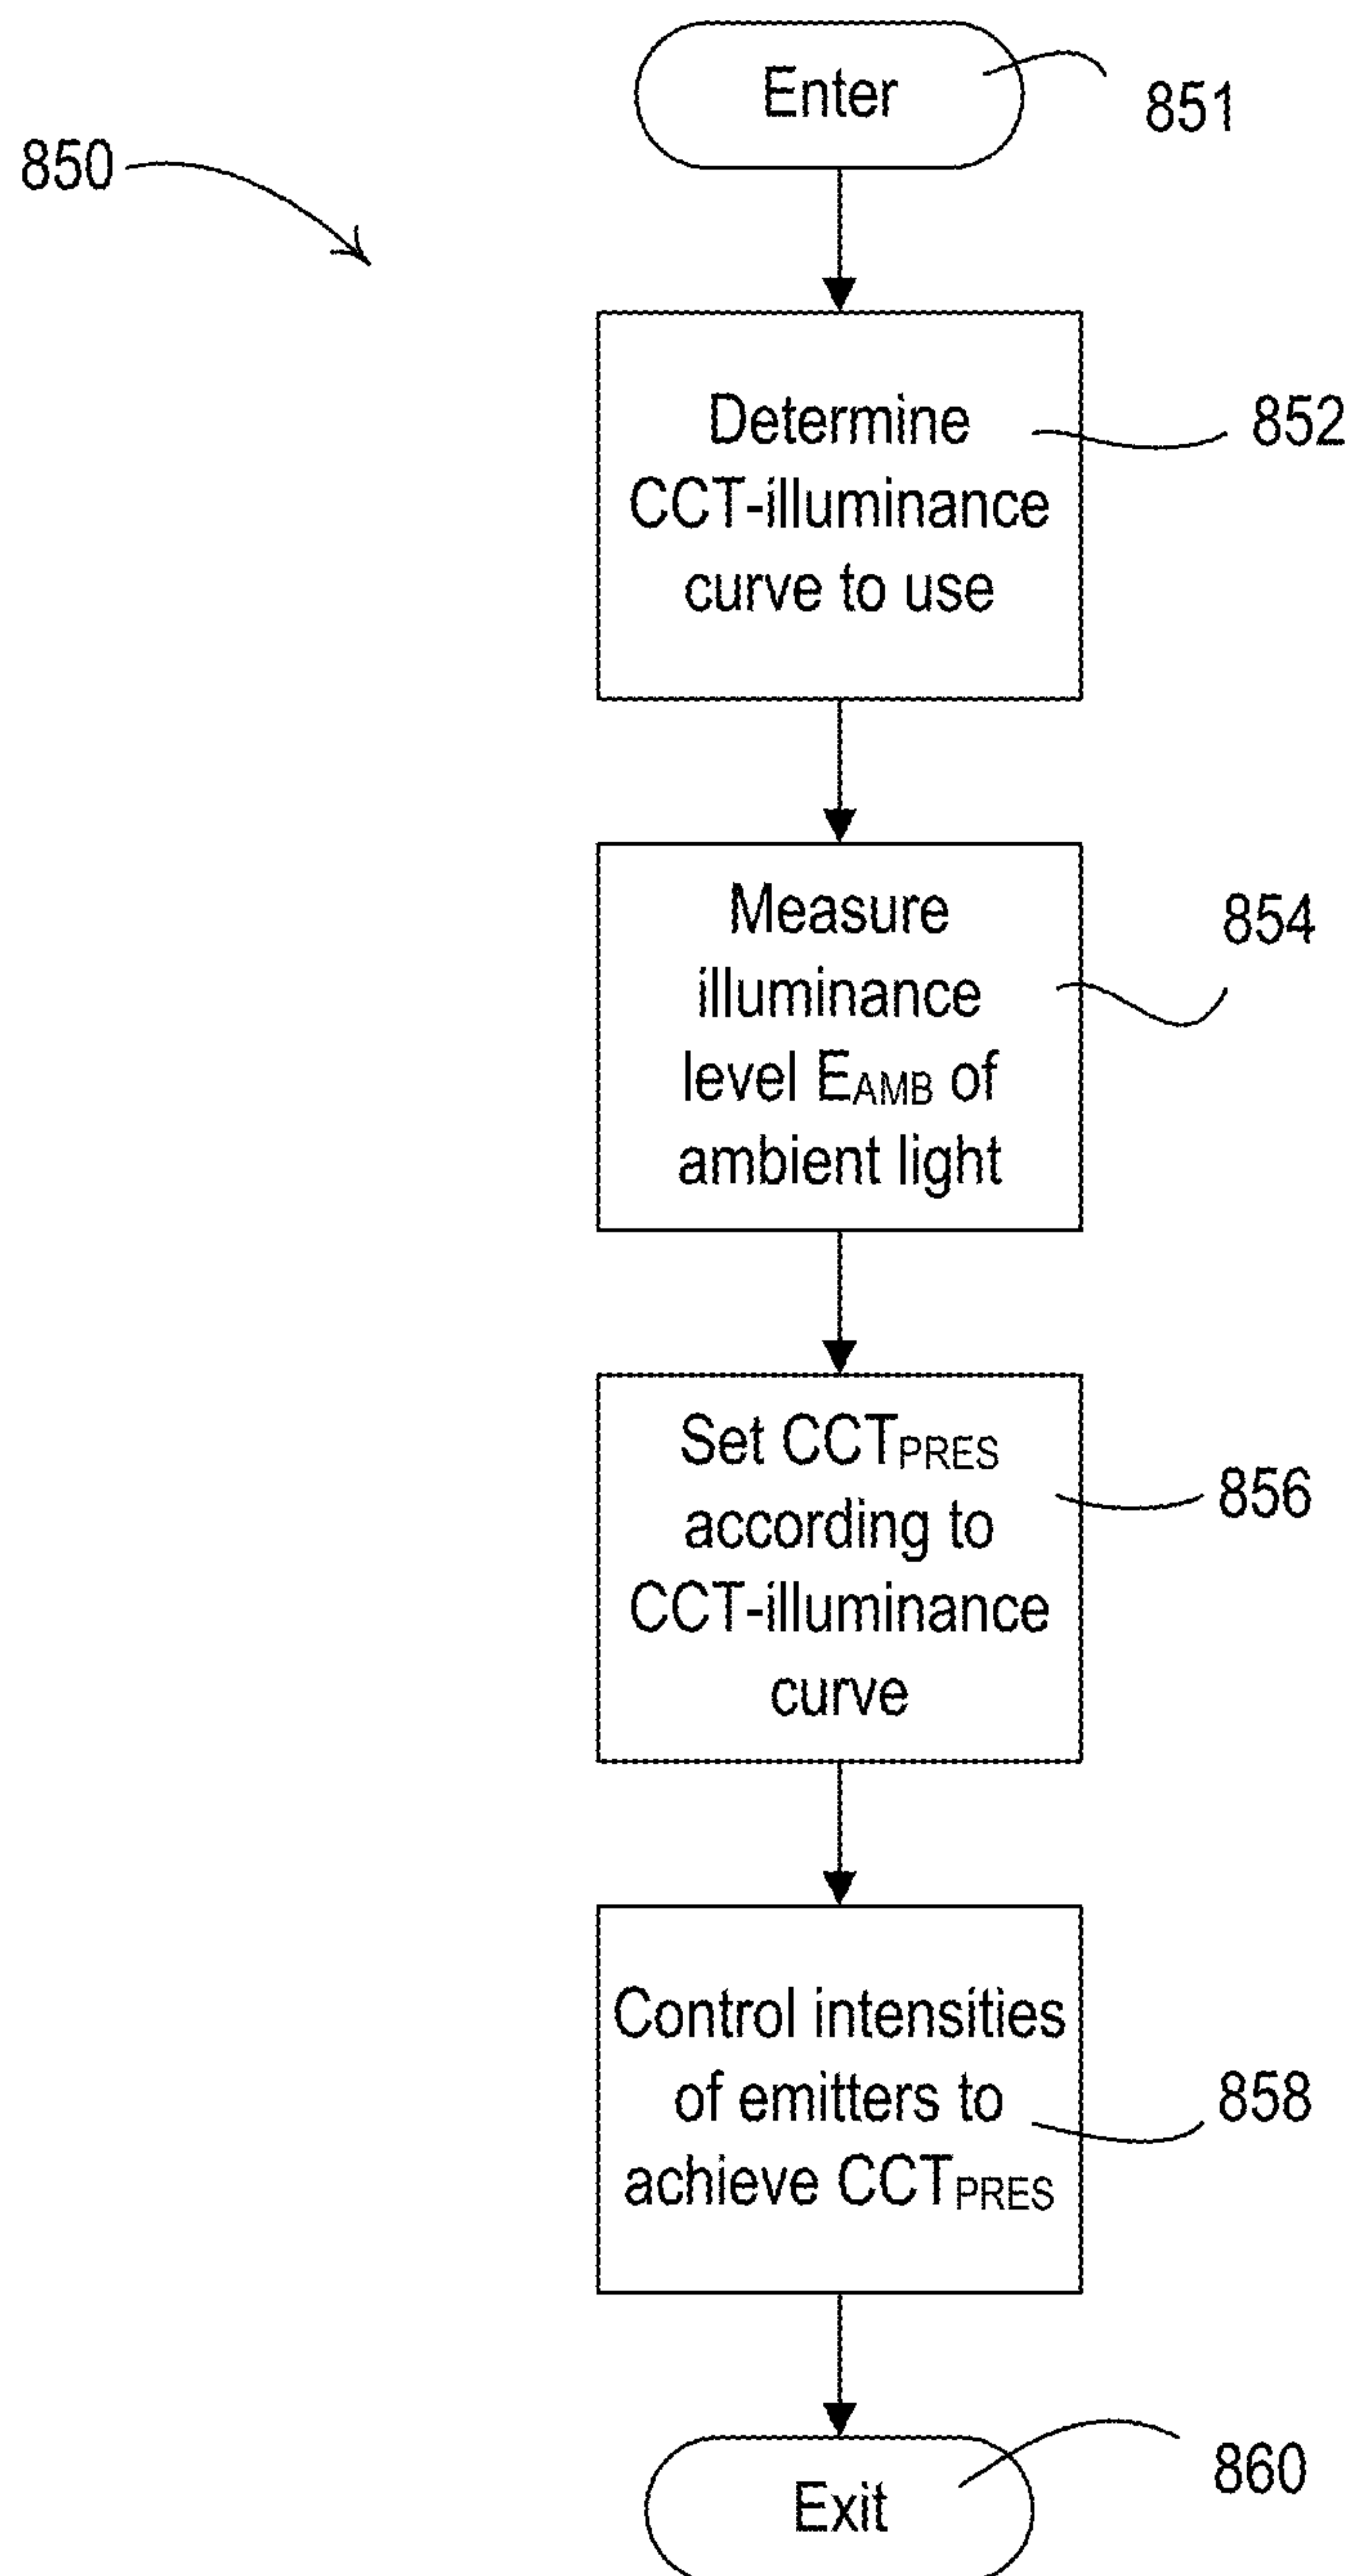 Enter
851
850
Determine
CCT-illuminance
curve to use
852
Measure
illuminance
level EAMB of
ambient light
854
Set CCTPRES
according to
CCT-illuminance
curve
856
Control intensities
of emitters to
achieve CCTPRES
858
Exit
860